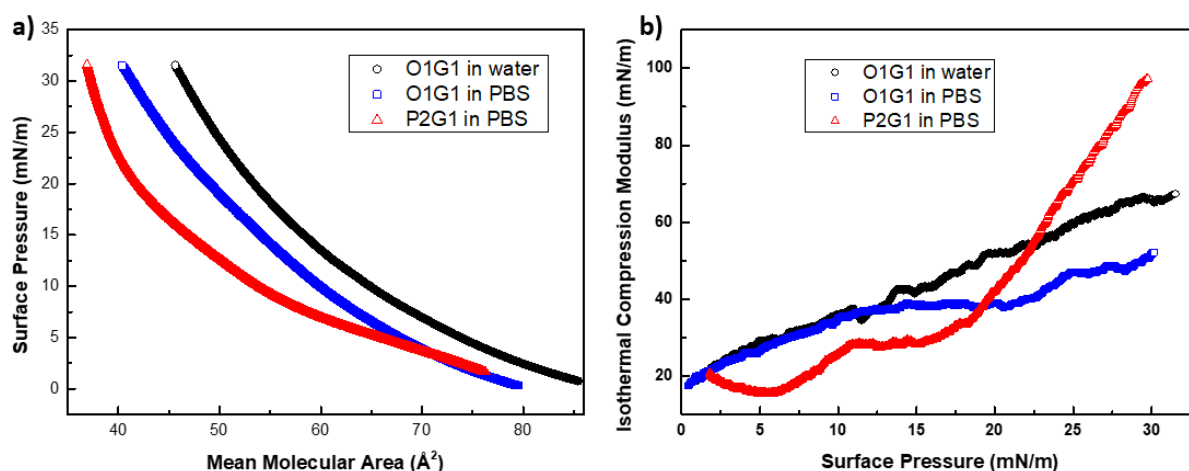 a)
35
30
25
20
15
10
5
0
Surface Pressure (mN/m)
O1G1 in water
O1G1 in PBS
P2G1 in PBS
40
50
60
70
80
Mean Molecular Area (Å²)
b)
100
80
60
40
20
Isothermal Compression Modulus (mN/m)
O1G1 in water
O1G1 in PBS
P2G1 in PBS
0
5
10
15
20
25
30
Surface Pressure (mN/m)